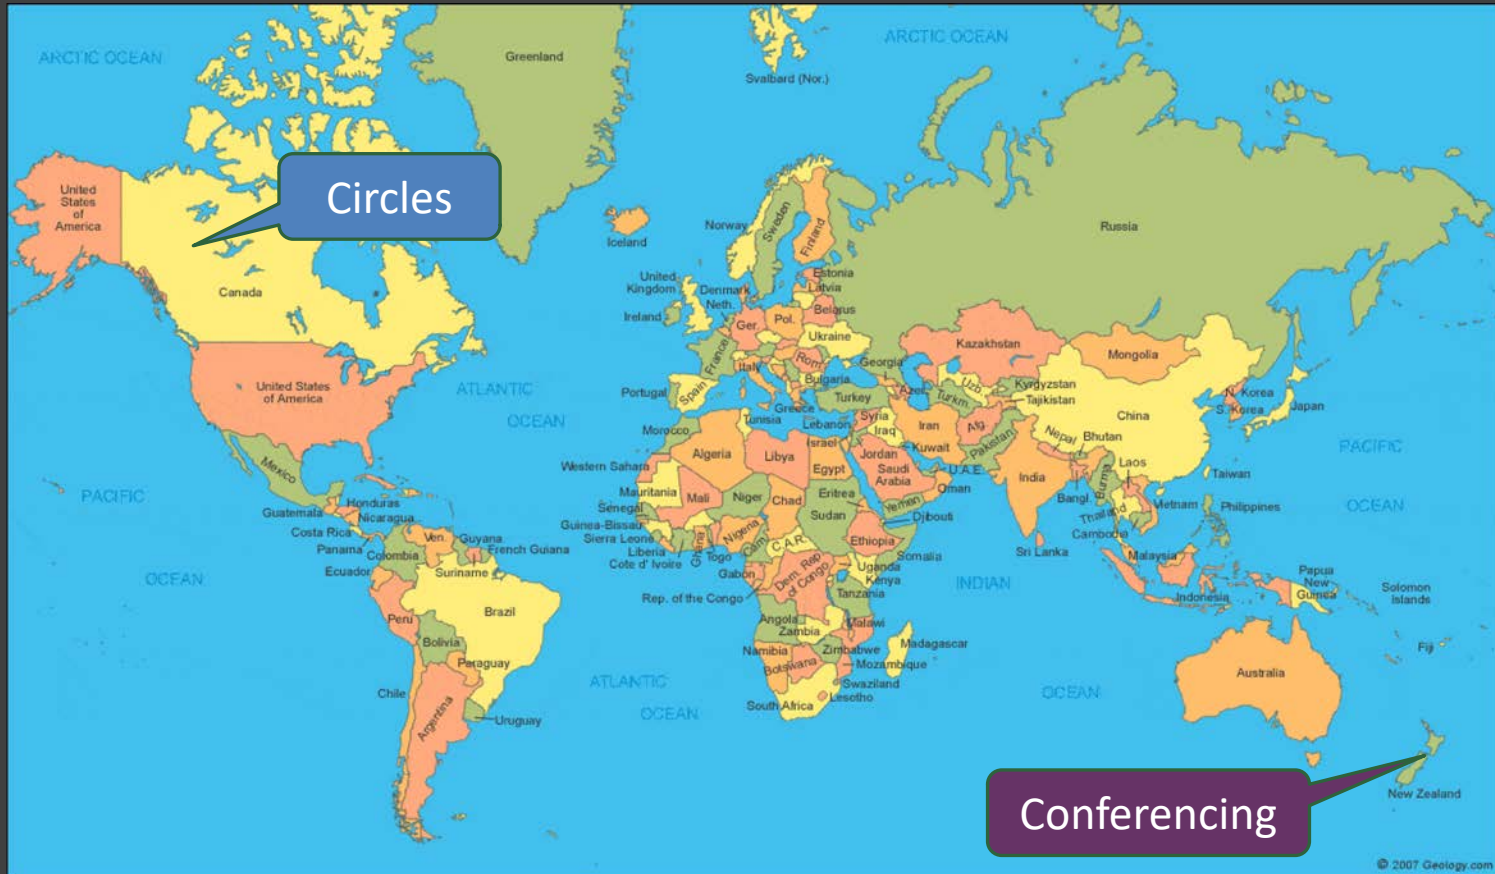 ARCTIC OCEAN
Greenland
Svalbard (Nor.)
ARCTIC OCEAN
United
States
of
America
Circles
Canada
Iceland
Norway
Sweden
Finland
Russia
United
Kingdom
Ireland
Denmark
Neth.
Estonia
Latvia
Belarus
Ger.
Pol.
Ukraine
France
Italy
Rom.
Bulgaria
Georgia
Kazakhstan
Mongolia
United States
of America
ATLANTIC
OCEAN
Portugal
Spain
Greece
Turkey
Azer.
Uzb.
Turkm.
Kyrgyzstan
Tajikistan
China
N. Korea
S. Korea
Japan
Morocco
Tunisia
Lebanon
Syria
Iraq
Iran
Afg.
Israel
Jordan
Kuwait
Pakistan
Nepal
Bhutan
PACIFIC
OCEAN
Mexico
Western Sahara
Algeria
Libya
Egypt
Saudi
Arabia
U.A.E.
Oman
India
Bangl.
Burma
Laos
Taiwan
PACIFIC
OCEAN
Guatemala
Honduras
Nicaragua
Costa Rica
Panama
Mauritania
Mali
Niger
Chad
Eritrea
Sudan
Yemen
Djibouti
Thailand
Vietnam
Cambodia
Philippines
Senegal
Guinea-Bissau
Sierra Leone
Liberia
Cote d' Ivoire
Ghana
Togo
Nigeria
Cam.
C.A.R.
Ethiopia
Somalia
Sri Lanka
Malaysia
Ven.
Guyana
French Guiana
Suriname
Colombia
Ecuador
Gabon
Rep. of the Congo
Dem. Rep.
of Congo
Uganda
Kenya
Tanzania
INDIAN
OCEAN
Indonesia
Papua
New
Guinea
Solomon
Islands
Peru
Brazil
Bolivia
Paraguay
Chile
Argentina
Uruguay
ATLANTIC
OCEAN
Angola
Zambia
Malawi
Namibia
Botswana
Zimbabwe
Mozambique
Madagascar
Swaziland
Lesotho
South Africa
Australia
Fiji
New Zealand
Conferencing
© 2007 Geology.com